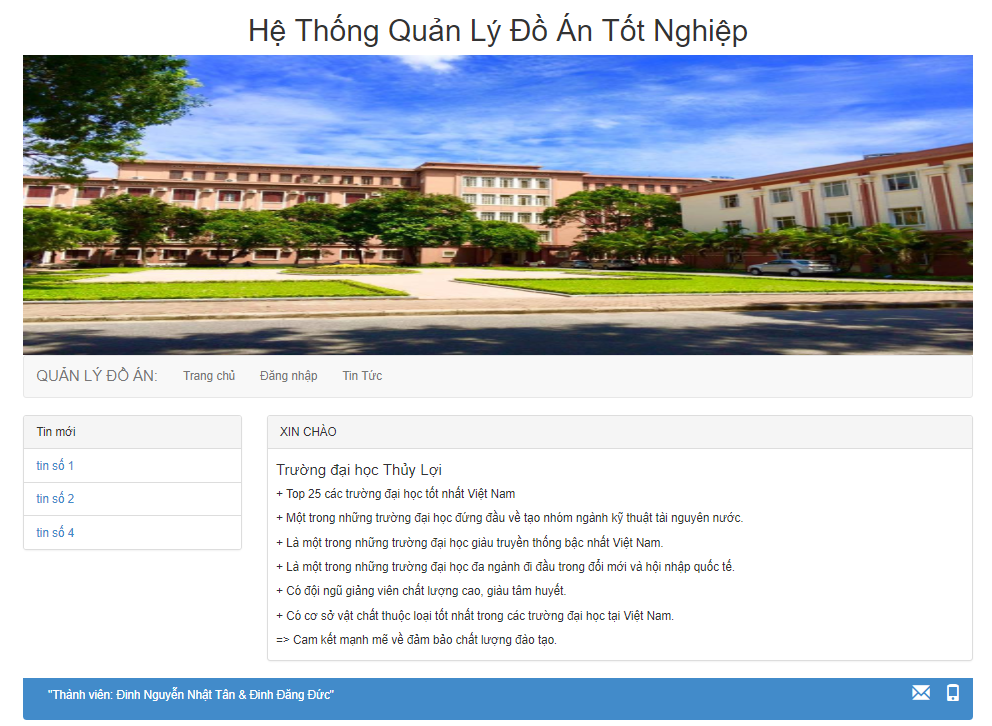 Hệ Thống Quản Lý Đồ Án Tốt Nghiệp
QUẢN LÝ ĐỒ ÁN: Trang chủ Đăng nhập Tin Tức
Tin mới
tin số 1
tin số 2
tin số 4
XIN CHÀO
Trường đại học Thủy Lợi
+ Top 25 các trường đại học tốt nhất Việt Nam
+ Một trong những trường đại học đứng đầu về tạo nhóm ngành kỹ thuật tài nguyên nước.
+ Là một trong những trường đại học giàu truyền thống bậc nhất Việt Nam.
+ Là một trong những trường đại học đa ngành đi đầu trong đổi mới và hội nhập quốc tế.
+ Có đội ngũ giảng viên chất lượng cao, giàu tâm huyết.
+ Có cơ sở vật chất thuộc loại tốt nhất trong các trường đại học tại Việt Nam.
=> Cam kết mạnh mẽ về đảm bảo chất lượng đào tạo.
"Thành viên: Đinh Nguyễn Nhật Tân & Đinh Đăng Đức"